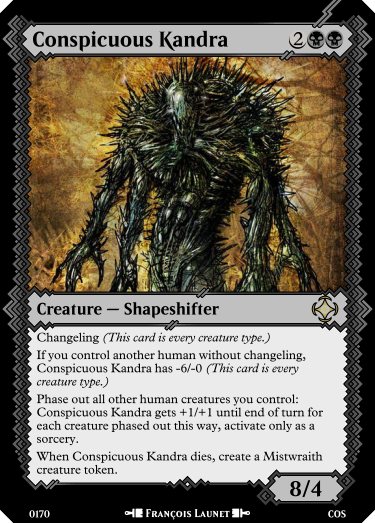 Conspicuous Kandra 2
Creature — Shapeshifter
Changeling (This card is every creature type.)
If you control another human without changeling,
Conspicuous Kandra has -6/-0 (This card is every
creature type.)
Phase out all other human creatures you control:
Conspicuous Kandra gets +1/+1 until end of turn for
each creature phased out this way, activate only as a
sorcery.
When Conspicuous Kandra dies, create a Mistwraith
creature token.
8/4
0170 François Launet COS